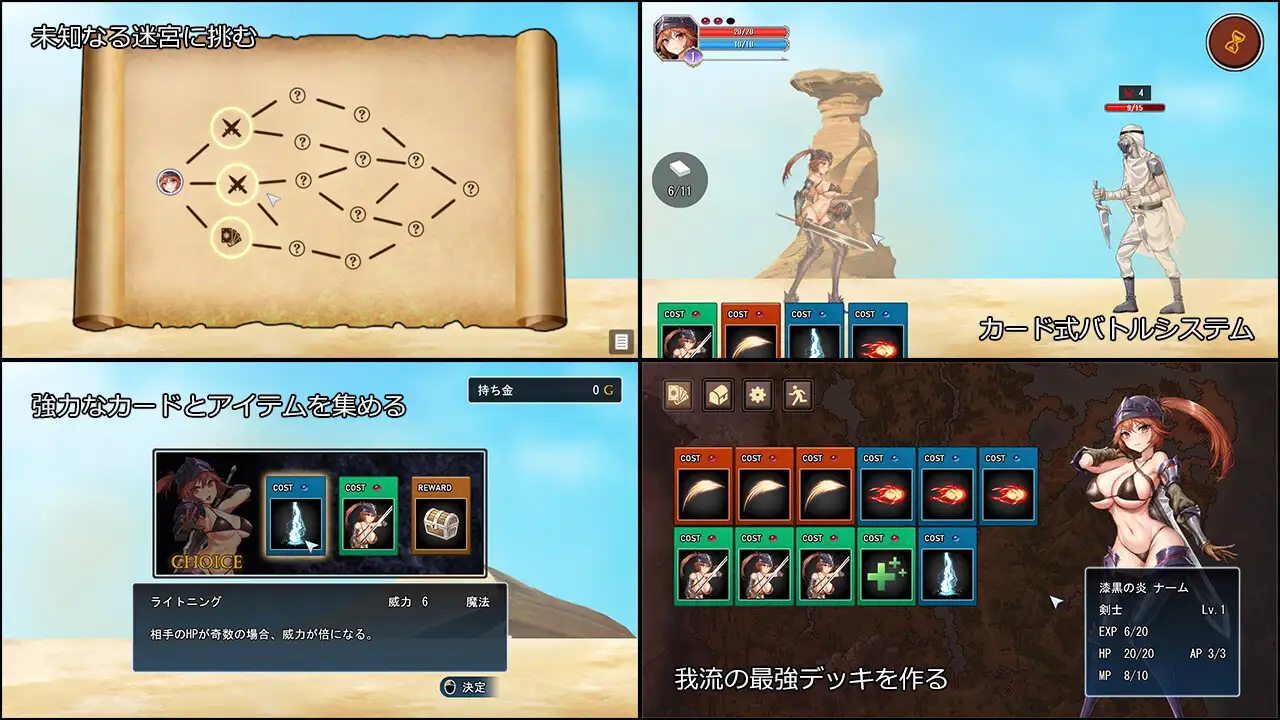 未知なる迷宮に挑む
?
?
?
?
?
?
?
?
?
?
?
?
20/20
10/10
1
4
9/15
6/11
COST
COST
COST
COST
カード式バトルシステム
強力なカードとアイテムを集める
持ち金 0 G
COST
COST
REWARD
CHOICE
ライトニング 威力 6 魔法
相手のHPが奇数の場合、威力が倍になる。
決定
COST
COST
COST
COST
COST
COST
COST
COST
COST
COST
COST
漆黒の炎 ナーム
剣士 Lv.1
EXP 6/20
HP 20/20 AP 3/3
MP 8/10
我流の最強デッキを作る